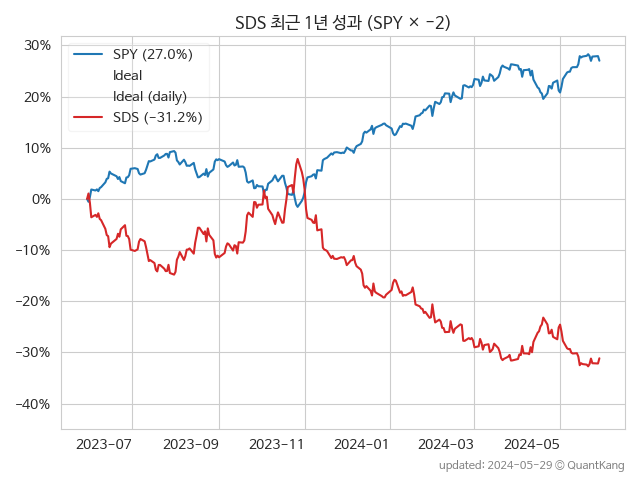 SDS 최근 1년 성과 (SPY × −2)
30%
20%
10%
0%
−10%
−20%
−30%
−40%
SPY (27.0%)
Ideal
Ideal (daily)
SDS (−31.2%)
2023−07
2023−09
2023−11
2024−01
2024−03
2024−05
updated: 2024−05−29 © QuantKang